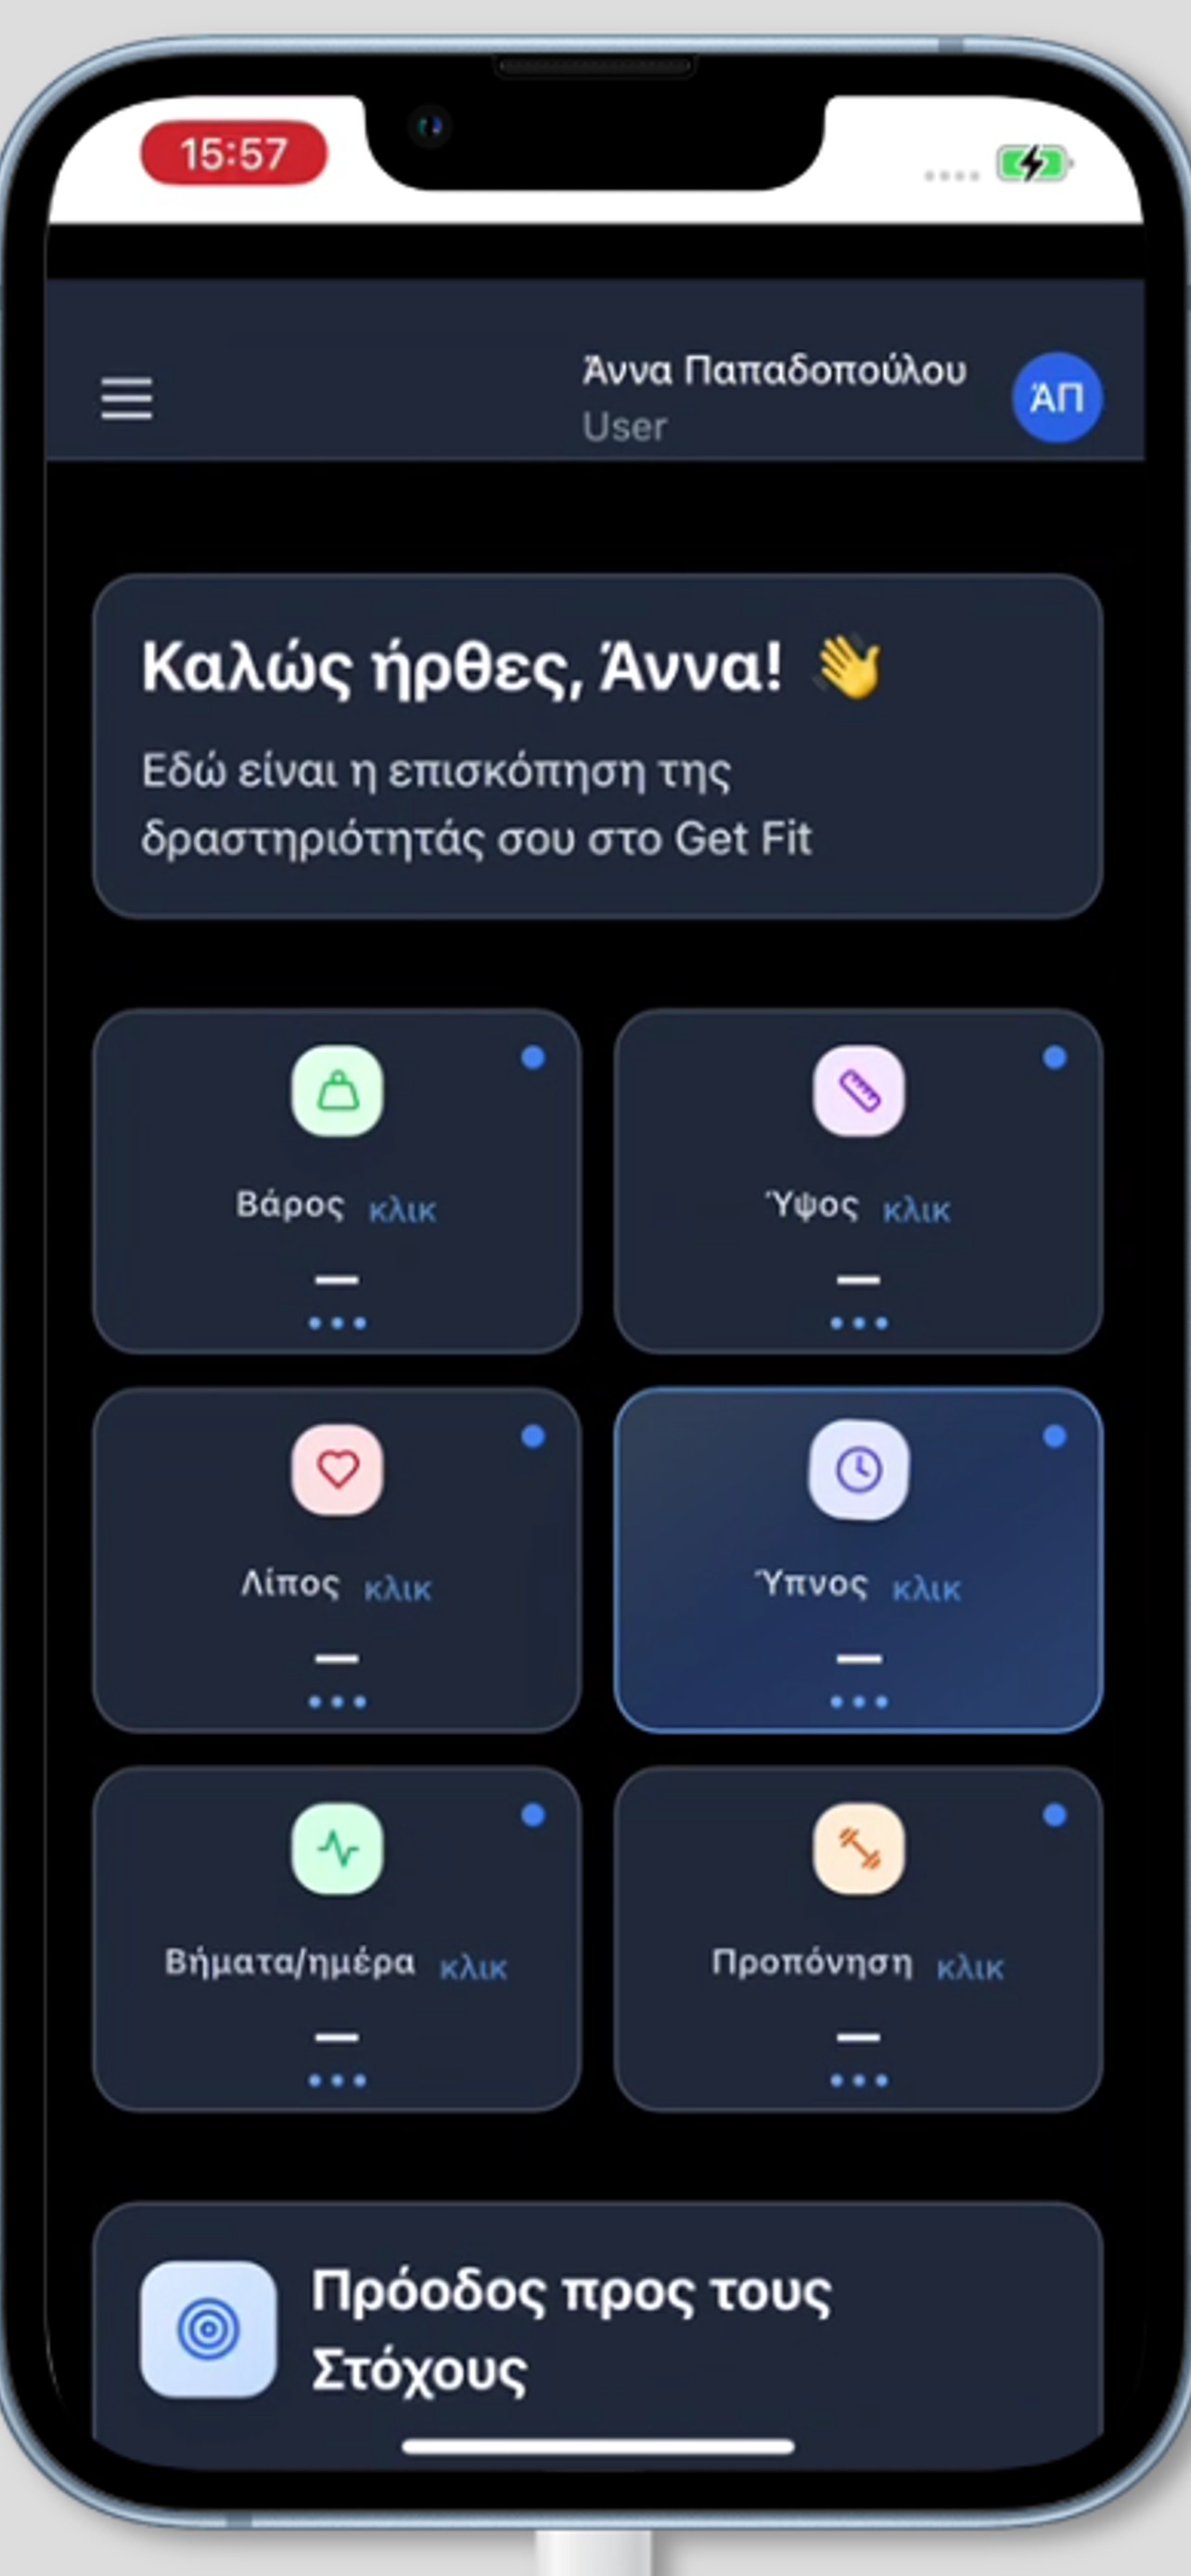 15:57
Άννα Παπαδοπούλου
User
ΆΠ
Καλώς ήρθες, Άννα! 👋
Εδώ είναι η επισκόπηση της
δραστηριότητάς σου στο Get Fit
Βάρος κλικ
—
Ύψος κλικ
—
Λίπος κλικ
—
Ύπνος κλικ
—
Βήματα/ημέρα κλικ
—
Προπόνηση κλικ
—
Πρόοδος προς τους
Στόχους